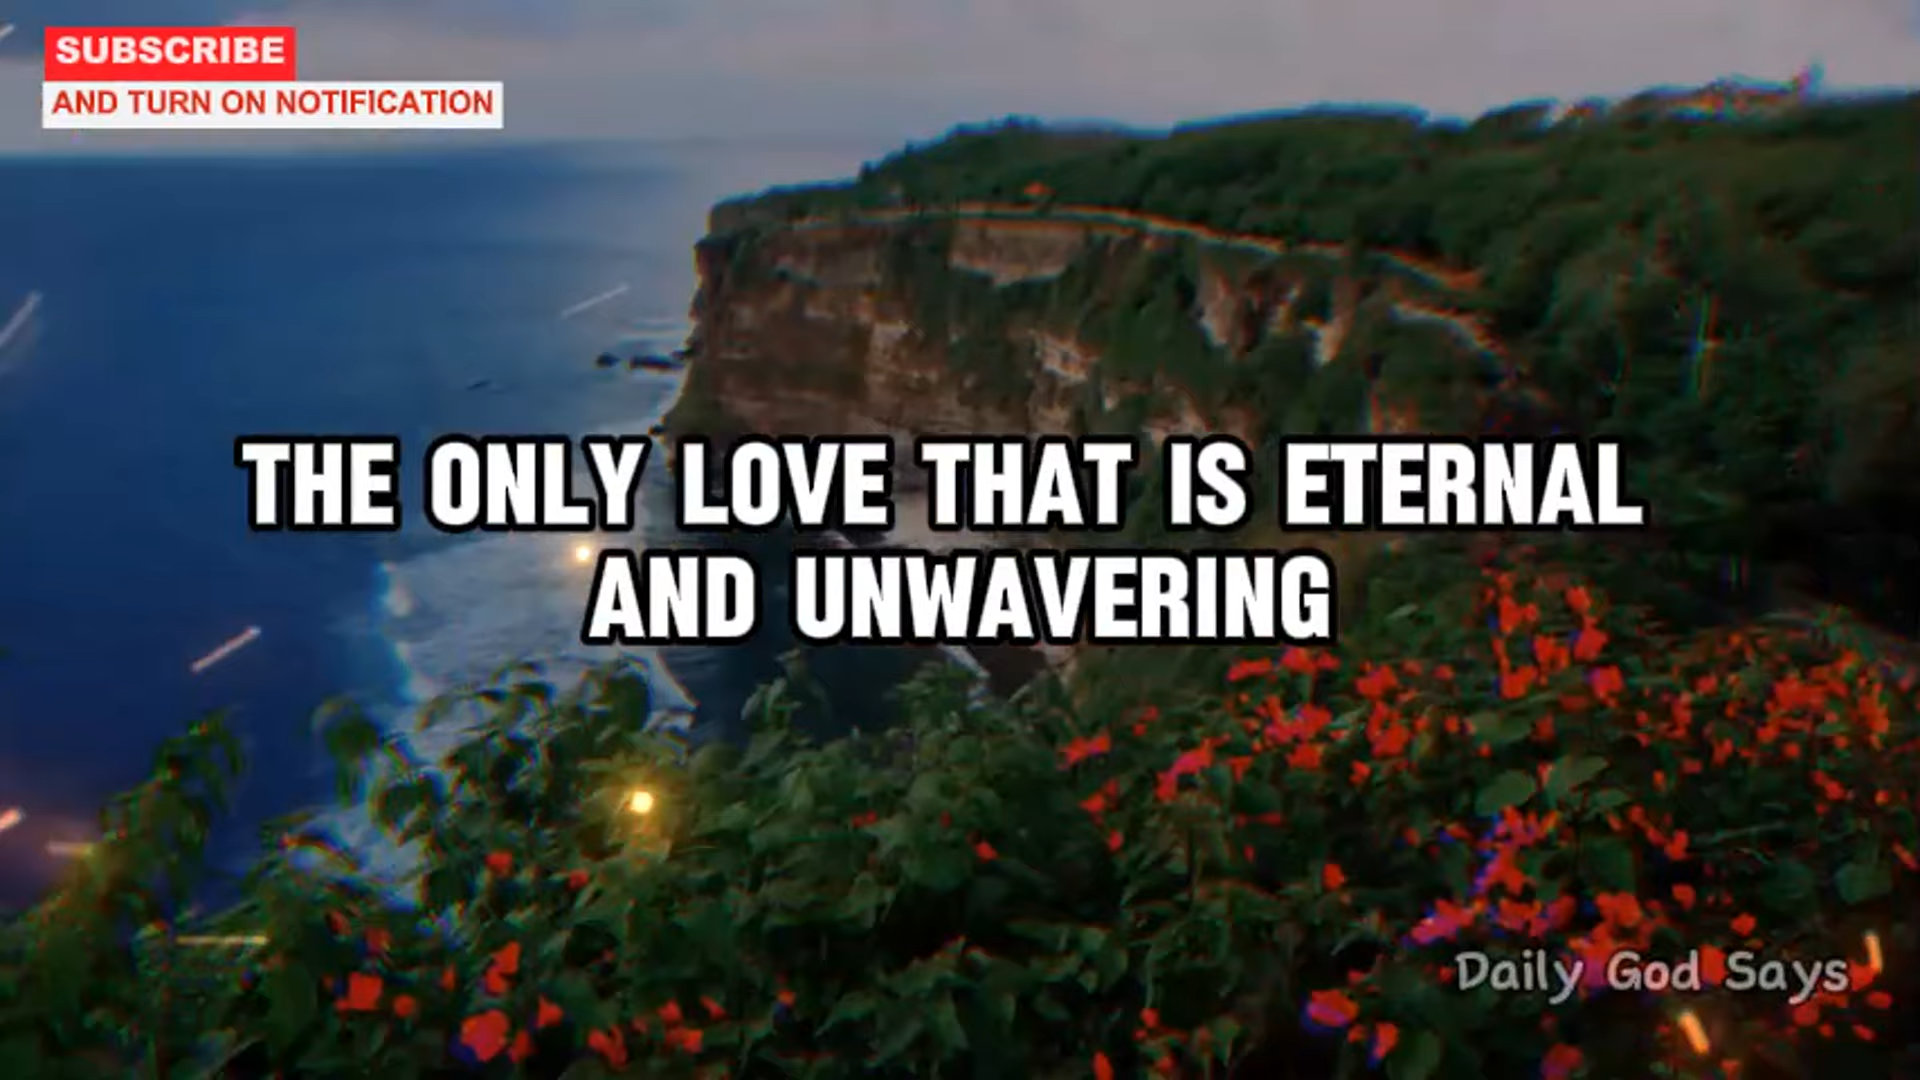 SUBSCRIBE
AND TURN ON NOTIFICATION
THE ONLY LOVE THAT IS ETERNAL
AND UNWAVERING
Daily God Says